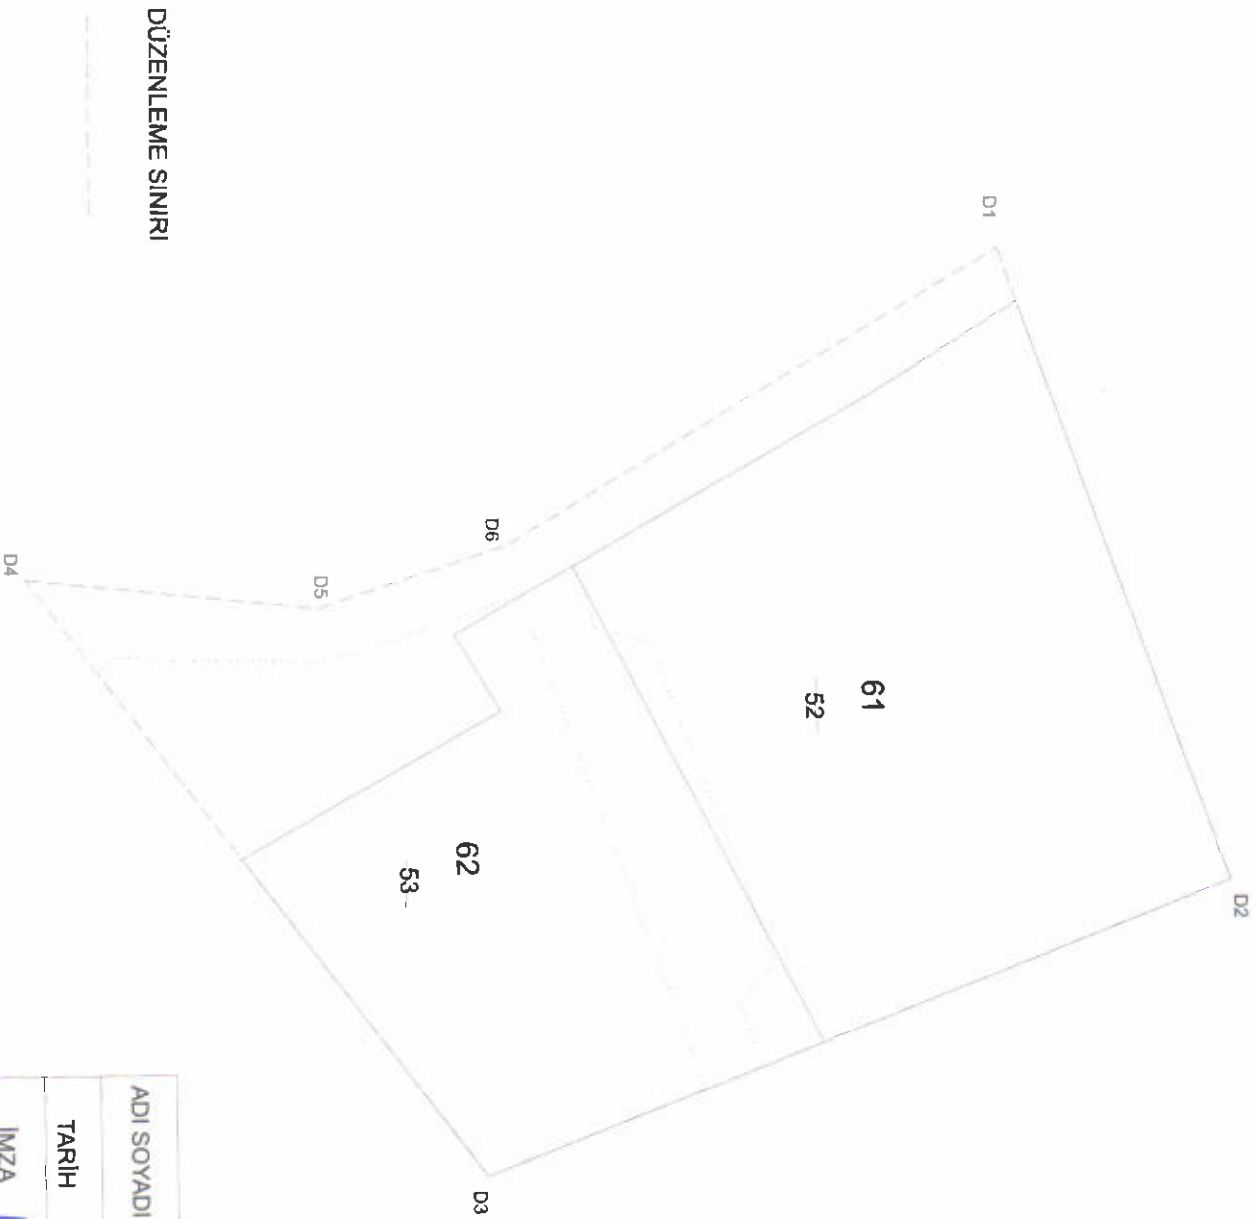 DÜZENLEME SINIRI
D1
D2
61
52
D6
D5
D4
62
53
D3
ADI SOYADI
TARİH
İMZA